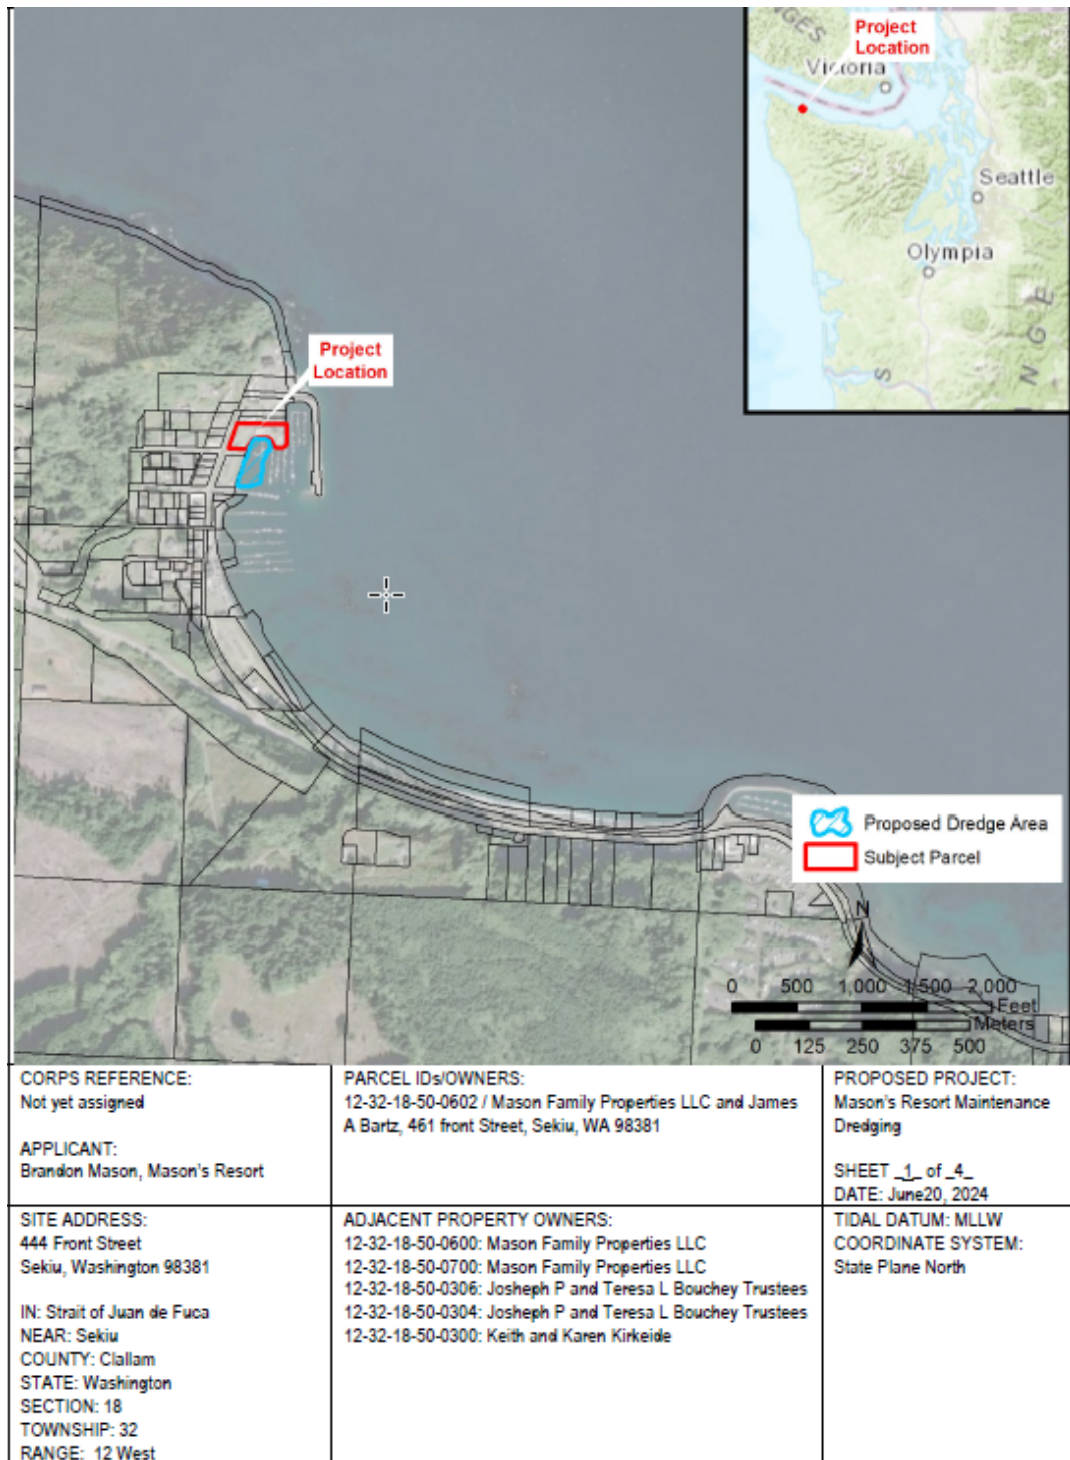 NGES
Project
Location
Victoria
Seattle
Olympia
S
NGE
Project
Location
Proposed Dredge Area
Subject Parcel
N
0 500 1,000 1,500 2,000
Feet
Meters
0 125 250 375 500
CORPS REFERENCE:
Not yet assigned
APPLICANT:
Brandon Mason, Mason's Resort
PARCEL IDs/OWNERS:
12-32-18-50-0602 / Mason Family Properties LLC and James
A Bartz, 461 front Street, Sekiu, WA 98381
PROPOSED PROJECT:
Mason's Resort Maintenance
Dredging
SHEET _1_ of _4_
DATE: June20, 2024
SITE ADDRESS:
444 Front Street
Sekiu, Washington 98381
IN: Strait of Juan de Fuca
NEAR: Sekiu
COUNTY: Clallam
STATE: Washington
SECTION: 18
TOWNSHIP: 32
RANGE: 12 West
ADJACENT PROPERTY OWNERS:
12-32-18-50-0600: Mason Family Properties LLC
12-32-18-50-0700: Mason Family Properties LLC
12-32-18-50-0306: Josheph P and Teresa L Bouchey Trustees
12-32-18-50-0304: Josheph P and Teresa L Bouchey Trustees
12-32-18-50-0300: Keith and Karen Kirkeide
TIDAL DATUM: MLLW
COORDINATE SYSTEM:
State Plane North